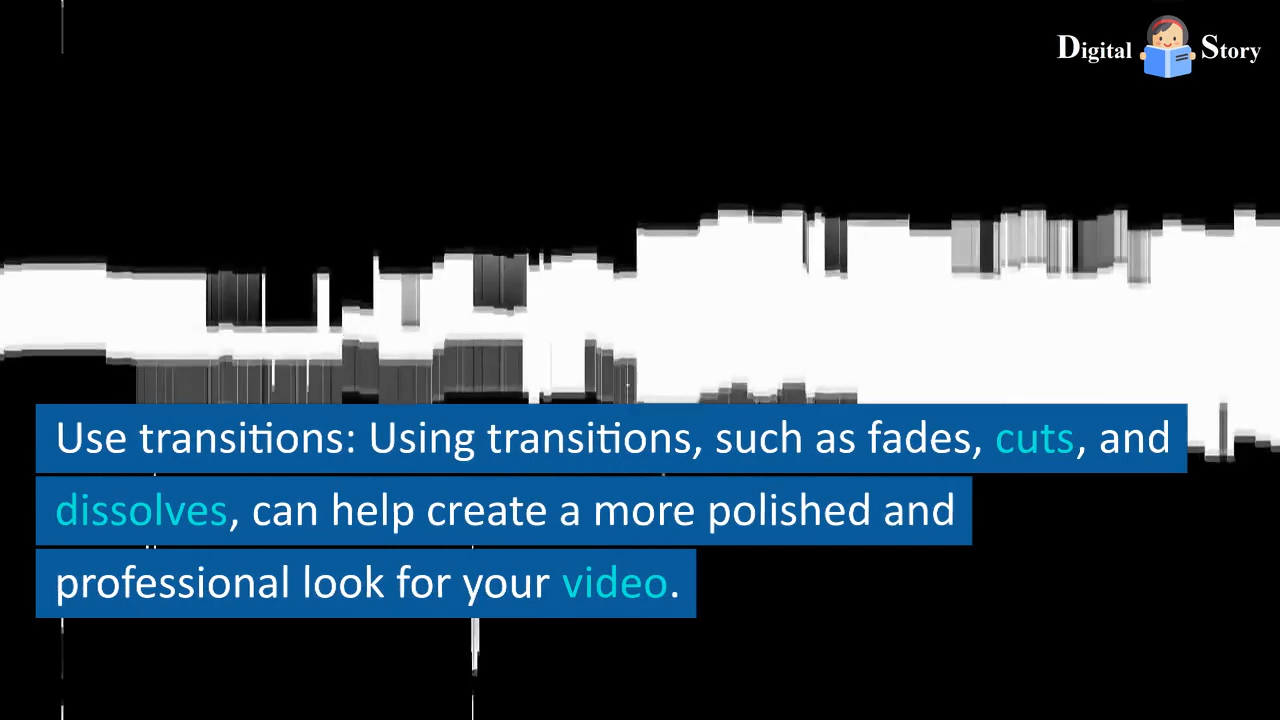 Digital Story
Use transitions: Using transitions, such as fades, cuts, and
dissolves, can help create a more polished and
professional look for your video.